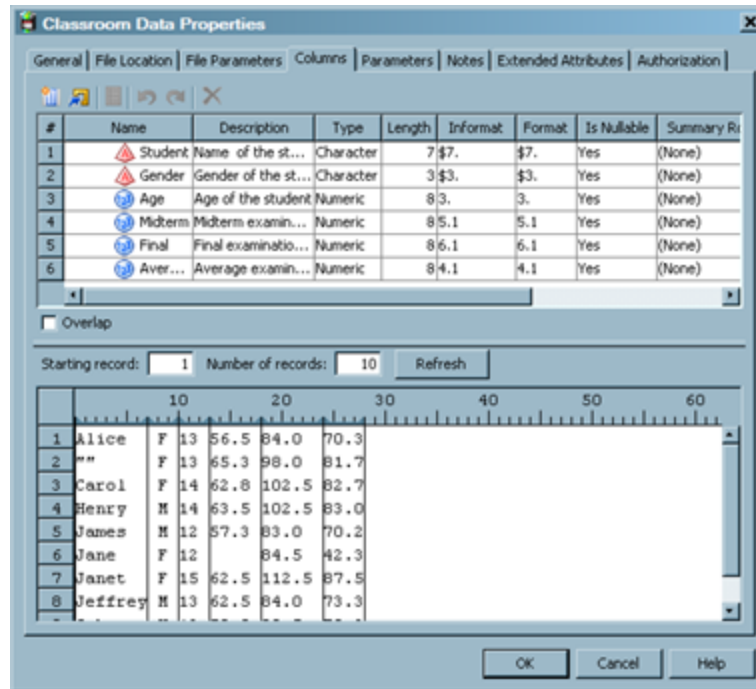 Classroom Data Properties
General File Location File Parameters Columns Parameters Notes Extended Attributes Authorization
# Name Description Type Length Informat Format Is Nullable Summary Ro
1 Student Name of the st... Character 7 $7. $7. Yes (None)
2 Gender Gender of the st... Character 3 $3. $3. Yes (None)
3 Age Age of the student Numeric 8 3. 3. Yes (None)
4 Midterm Midterm examin... Numeric 8 5.1 5.1 Yes (None)
5 Final Final examinatio... Numeric 8 6.1 6.1 Yes (None)
6 Aver... Average examin... Numeric 8 4.1 4.1 Yes (None)
Overlap
Starting record: 1 Number of records: 10 Refresh
10 20 30 40 50 60
1 Alice F 13 56.5 84.0 70.3
2 "" F 13 65.3 98.0 81.7
3 Carol F 14 62.8 102.5 82.7
4 Henry M 14 63.5 102.5 83.0
5 James M 12 57.3 83.0 70.2
6 Jane F 12 84.5 42.3
7 Janet F 15 62.5 112.5 87.5
8 Jeffrey M 13 62.5 84.0 73.3
OK Cancel Help